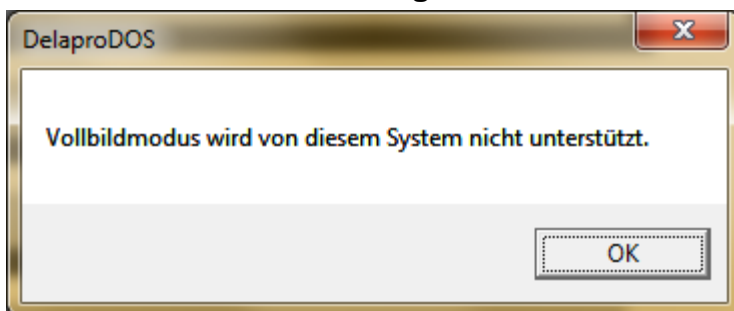 DelaproDOS
Vollbildmodus wird von diesem System nicht unterstützt.
OK